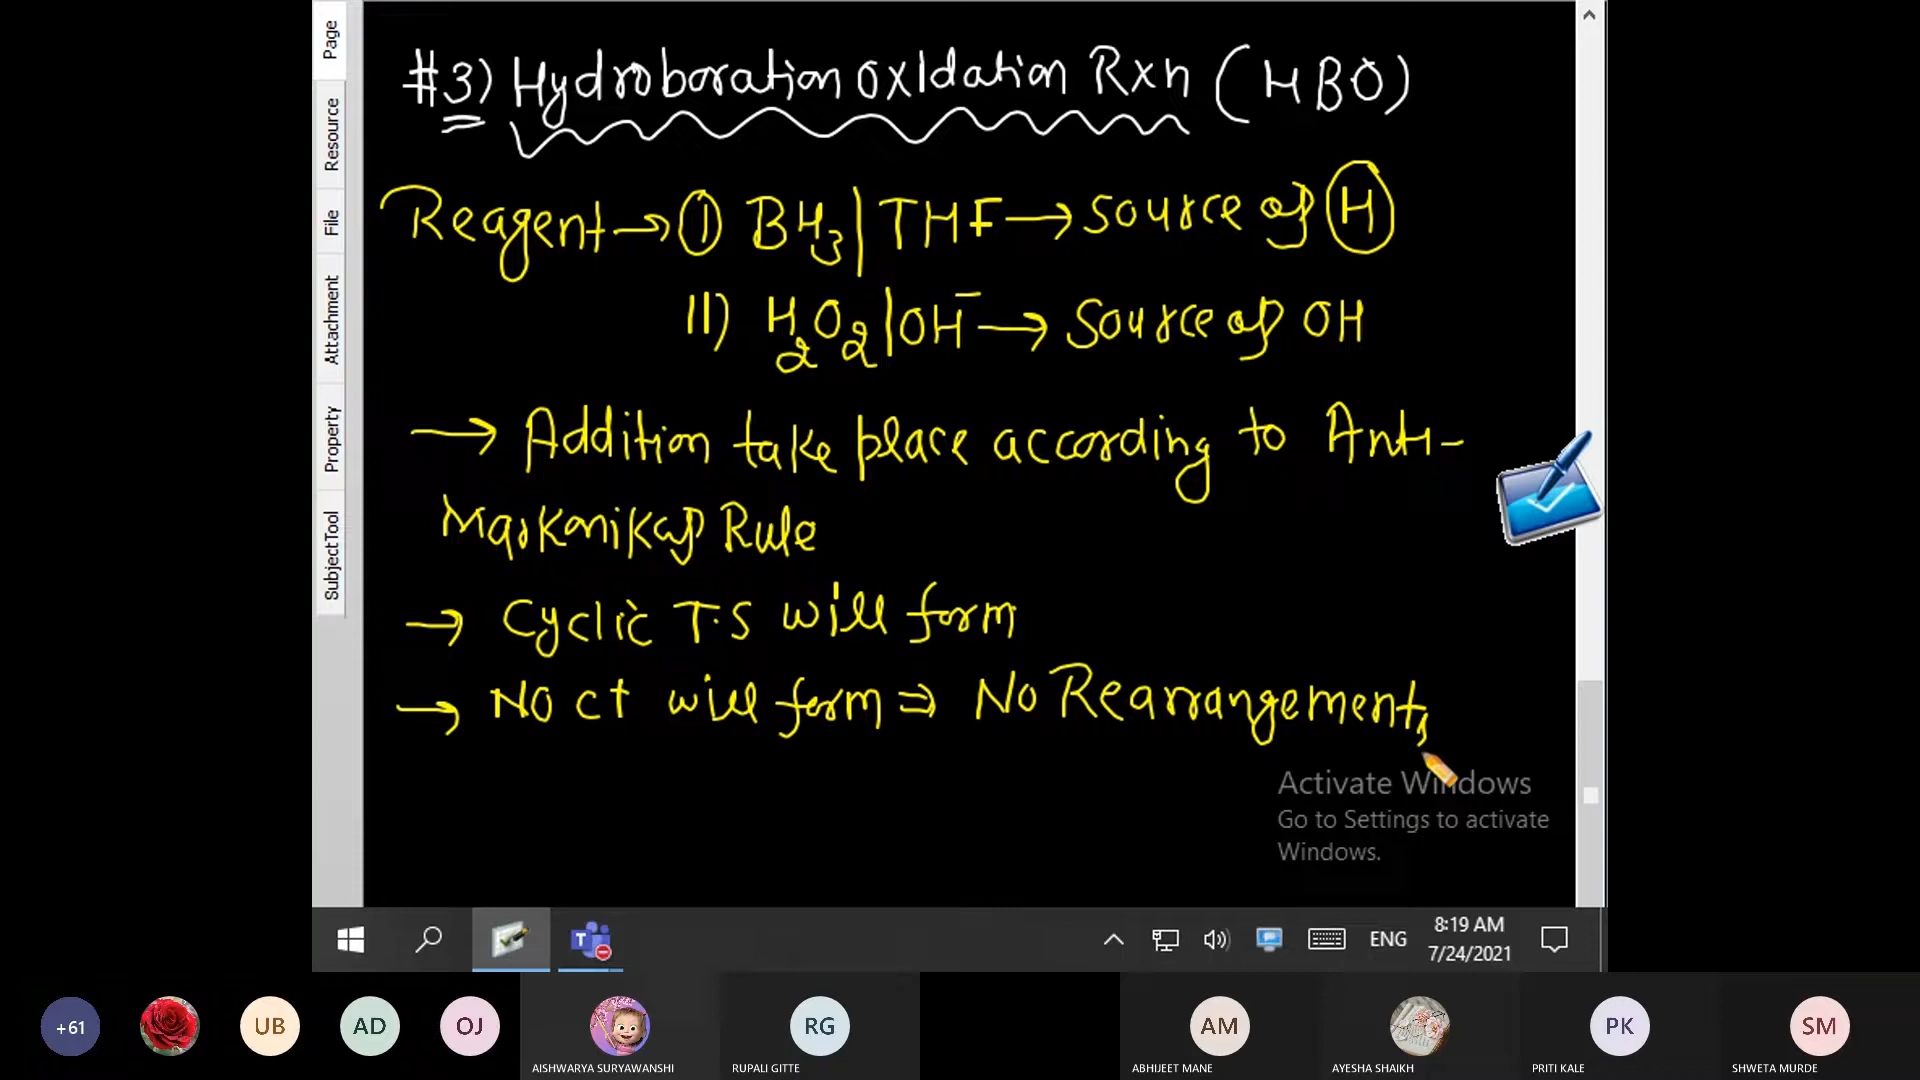 Page
Resource
File
Attachment
Property
SubjectTool
#3) Hydroboration Oxidation Rxn (HBO)
Reagent → ① BH3 | THF → Source of Ⓗ
II) H2O2 | OH⁻ → Source of OH
→ Addition take place according to Anti-
Markonikaf Rule
→ Cyclic T.S will form
→ NO C+ will form ⇒ No Rearrangement,
Activate Windows
Go to Settings to activate
Windows.
T
ENG
8:19 AM
7/24/2021
+61
UB
AD
OJ
RG
AM
PK
SM
AISHWARYA SURYAWANSHI
RUPALI GITTE
ABHIJEET MANE
AYESHA SHAIKH
PRITI KALE
SHWETA MURDE